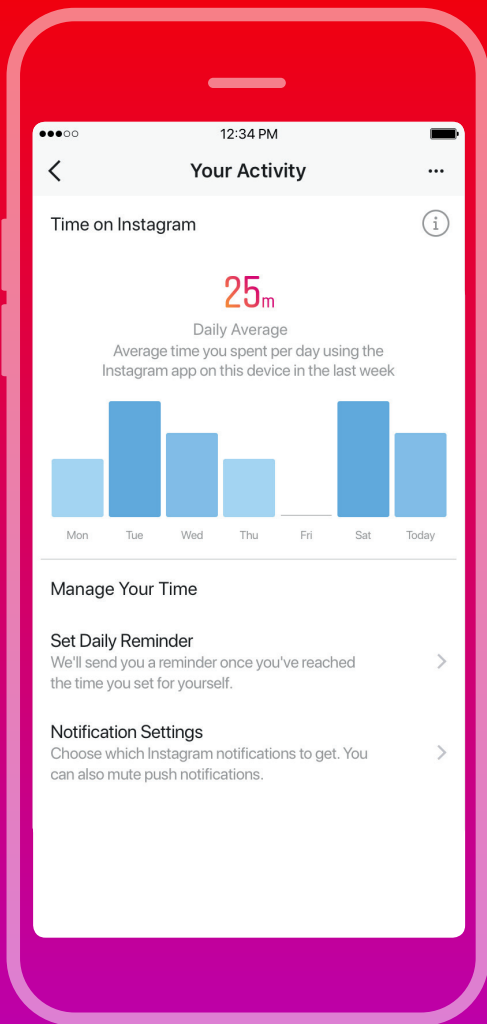 12:34 PM
Your Activity
Time on Instagram
25m
Daily Average
Average time you spent per day using the
Instagram app on this device in the last week
Mon Tue Wed Thu Fri Sat Today
Manage Your Time
Set Daily Reminder
We'll send you a reminder once you've reached
the time you set for yourself.
Notification Settings
Choose which Instagram notifications to get. You
can also mute push notifications.